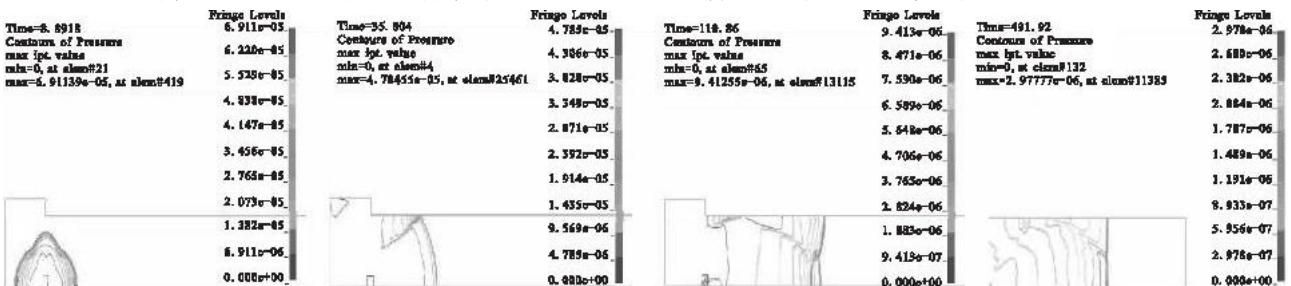 Time=8.8918
Contours of Pressure
max ipt. value
min=0, at elem#21
max=6.91139e-05, at elem#419
Fringe Levels
6.911e-05
6.220e-05
5.529e-05
4.838e-05
4.147e-05
3.456e-05
2.765e-05
2.073e-05
1.382e-05
6.911e-06
0.000e+00
Time=35.804
Contours of Pressure
max ipt. value
min=0, at elem#4
max=4.78455e-05, at elem#25461
Fringe Levels
4.785e-05
4.306e-05
3.828e-05
3.349e-05
2.871e-05
2.392e-05
1.914e-05
1.435e-05
9.569e-06
4.785e-06
0.000e+00
Time=110.86
Contours of Pressure
max ipt. value
min=0, at elem#65
max=9.41255e-06, at elem#13115
Fringe Levels
9.413e-06
8.471e-06
7.530e-06
6.589e-06
5.648e-06
4.706e-06
3.765e-06
2.824e-06
1.883e-06
9.413e-07
0.000e+00
Time=491.92
Contours of Pressure
max ipt. value
min=0, at elem#132
max=2.97777e-06, at elem#11383
Fringe Levels
2.978e-06
2.680e-06
2.382e-06
2.084e-06
1.787e-06
1.489e-06
1.191e-06
8.933e-07
5.956e-07
2.978e-07
0.000e+00